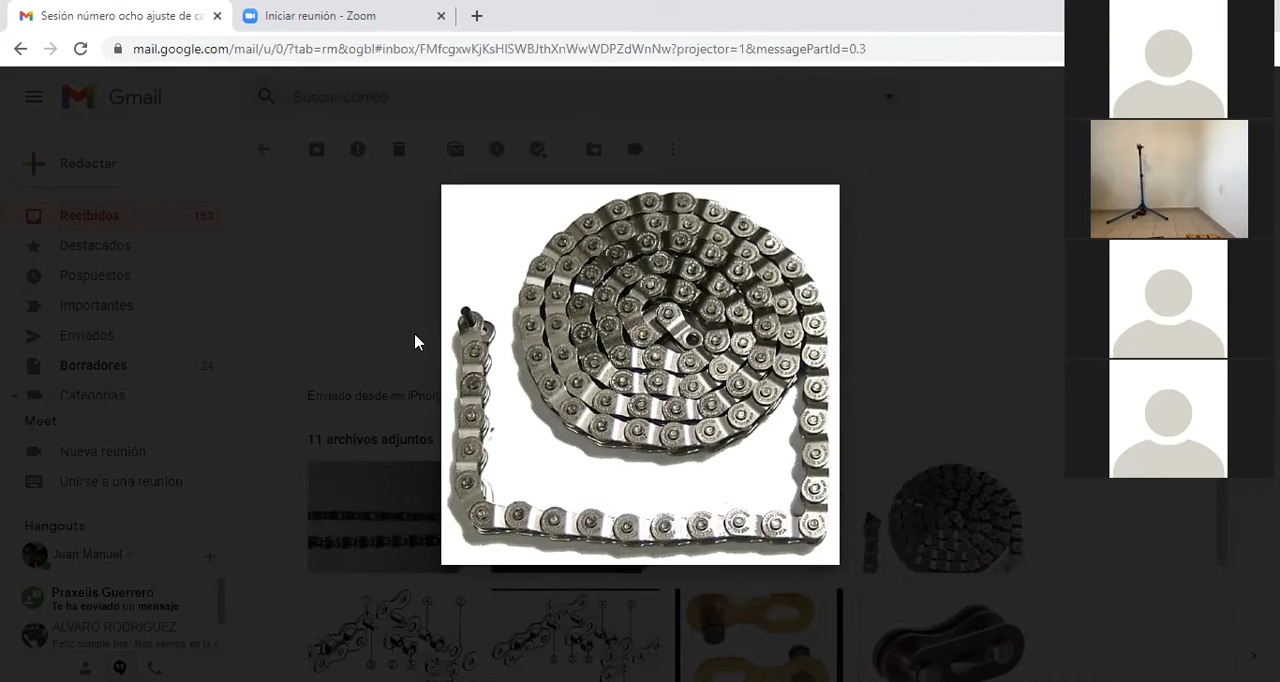 Sesión número ocho ajuste de ca
Iniciar reunión - Zoom
mail.google.com/mail/u/0/?tab=rm&ogbl#inbox/FMfcgxwKjKsHlSWBJthXnWwWDPZdWnNw?projector=1&messagePartId=0.3
Gmail
Buscar correo
Redactar
Recibidos 153
Destacados
Pospuestos
Importantes
Enviados
Borradores 24
Categorías
Enviado desde mi iPhon
11 archivos adjuntos
Meet
Nueva reunión
Unirse a una reunión
Hangouts
Juan Manuel
Praxelis Guerrero
Te ha enviado un mensaje
ALVARO RODRIGUEZ
Feliz cumple bro. Nos vemos en la c